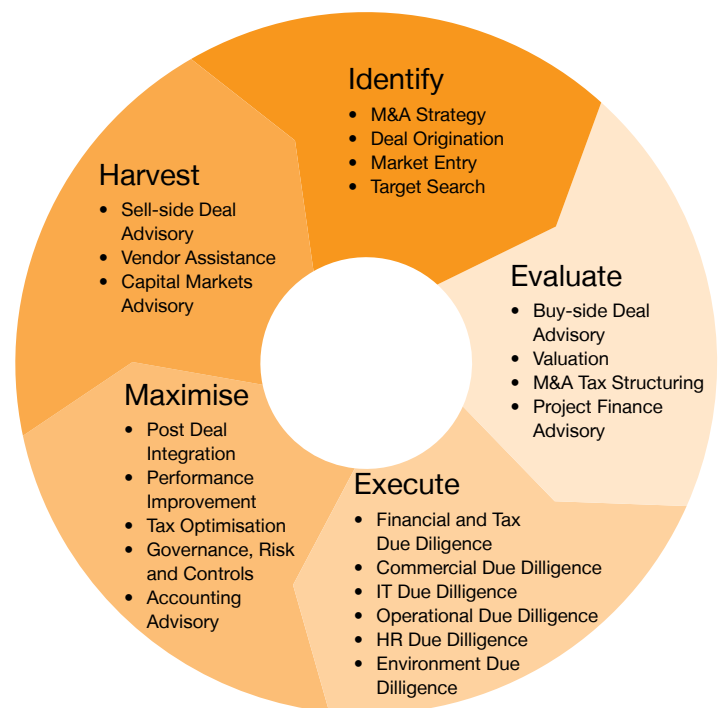 Identify
• M&A Strategy
• Deal Origination
• Market Entry
• Target Search
Evaluate
• Buy-side Deal
Advisory
• Valuation
• M&A Tax Structuring
• Project Finance
Advisory
Execute
• Financial and Tax
Due Diligence
• Commercial Due Dilligence
• IT Due Dilligence
• Operational Due Dilligence
• HR Due Dilligence
• Environment Due
Dilligence
Maximise
• Post Deal
Integration
• Performance
Improvement
• Tax Optimisation
• Governance, Risk
and Controls
• Accounting
Advisory
Harvest
• Sell-side Deal
Advisory
• Vendor Assistance
• Capital Markets
Advisory